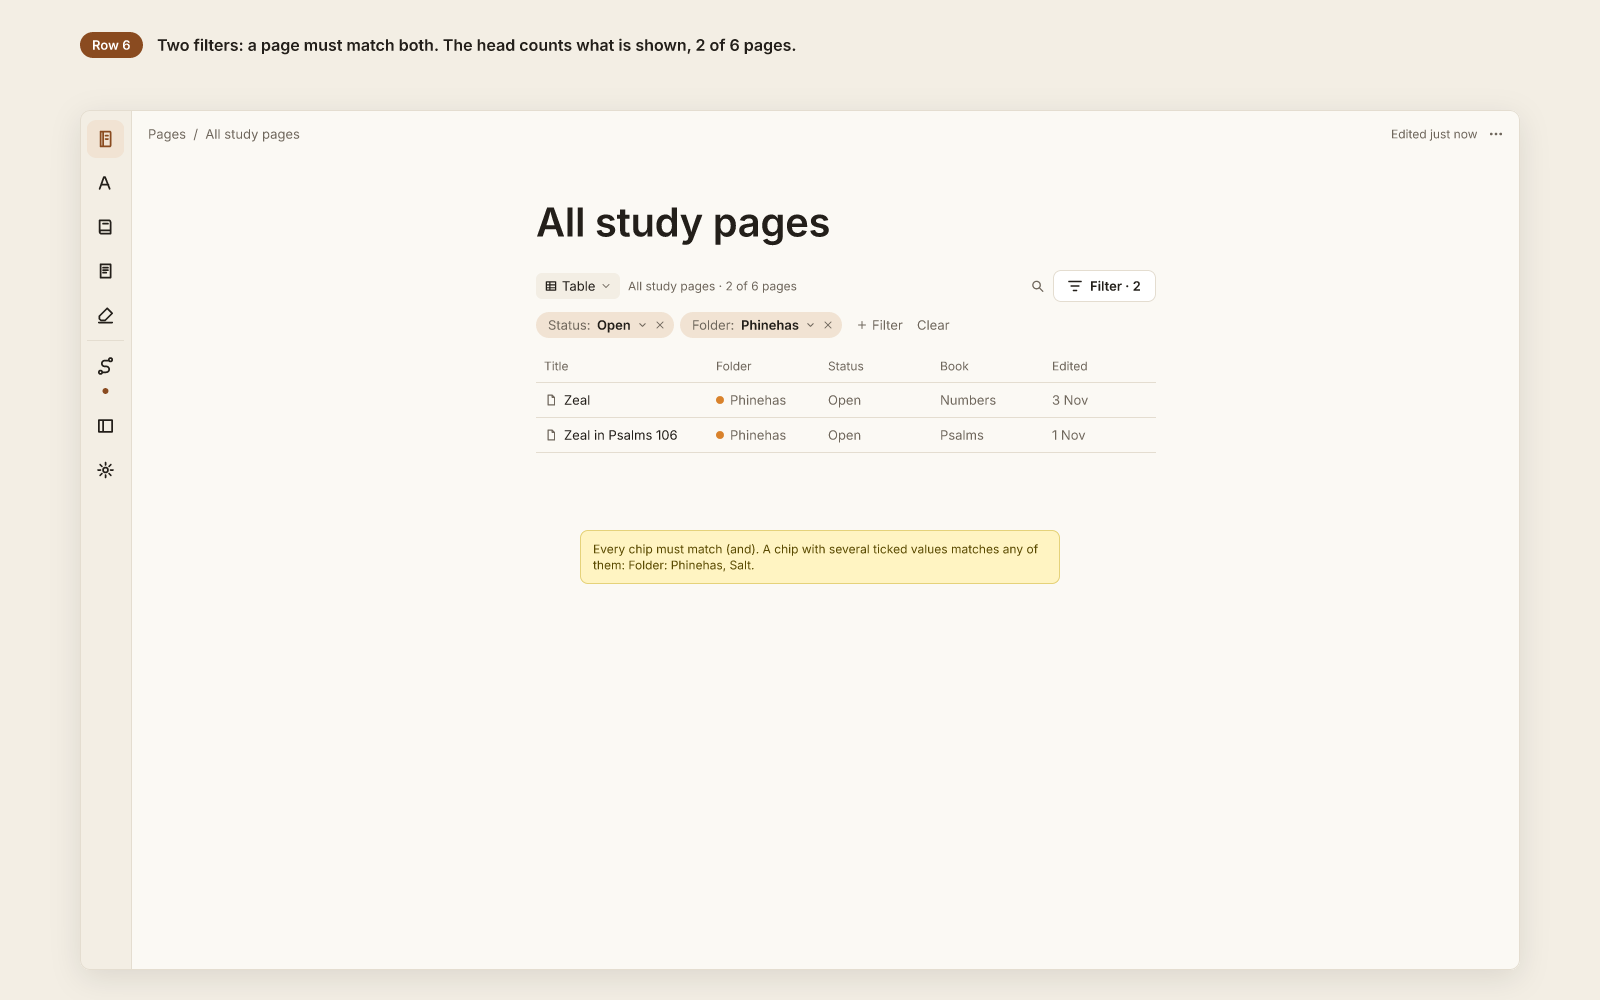 Row 6 Two filters: a page must match both. The head counts what is shown, 2 of 6 pages.
Pages / All study pages Edited just now
All study pages
Table All study pages · 2 of 6 pages Filter · 2
Status: Open Folder: Phinehas + Filter Clear
Title Folder Status Book Edited
Zeal Phinehas Open Numbers 3 Nov
Zeal in Psalms 106 Phinehas Open Psalms 1 Nov
Every chip must match (and). A chip with several ticked values matches any of
them: Folder: Phinehas, Salt.